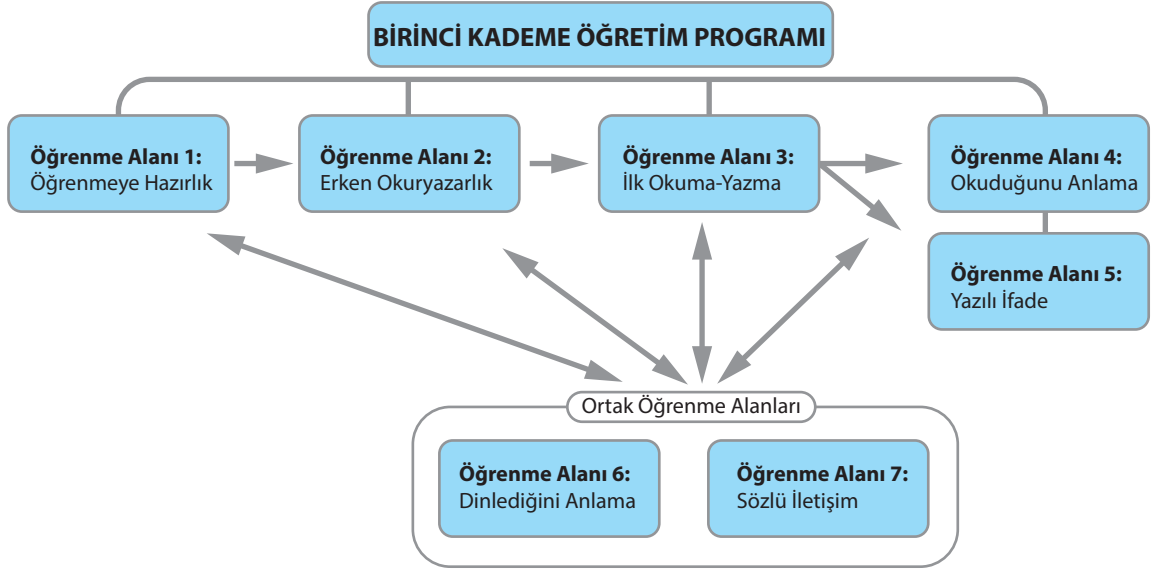 BİRİNCİ KADEME ÖĞRETİM PROGRAMI
Öğrenme Alanı 1:
Öğrenmeye Hazırlık
Öğrenme Alanı 2:
Erken Okuryazarlık
Öğrenme Alanı 3:
İlk Okuma-Yazma
Öğrenme Alanı 4:
Okuduğunu Anlama
Öğrenme Alanı 5:
Yazılı İfade
Ortak Öğrenme Alanları
Öğrenme Alanı 6:
Dinlediğini Anlama
Öğrenme Alanı 7:
Sözlü İletişim